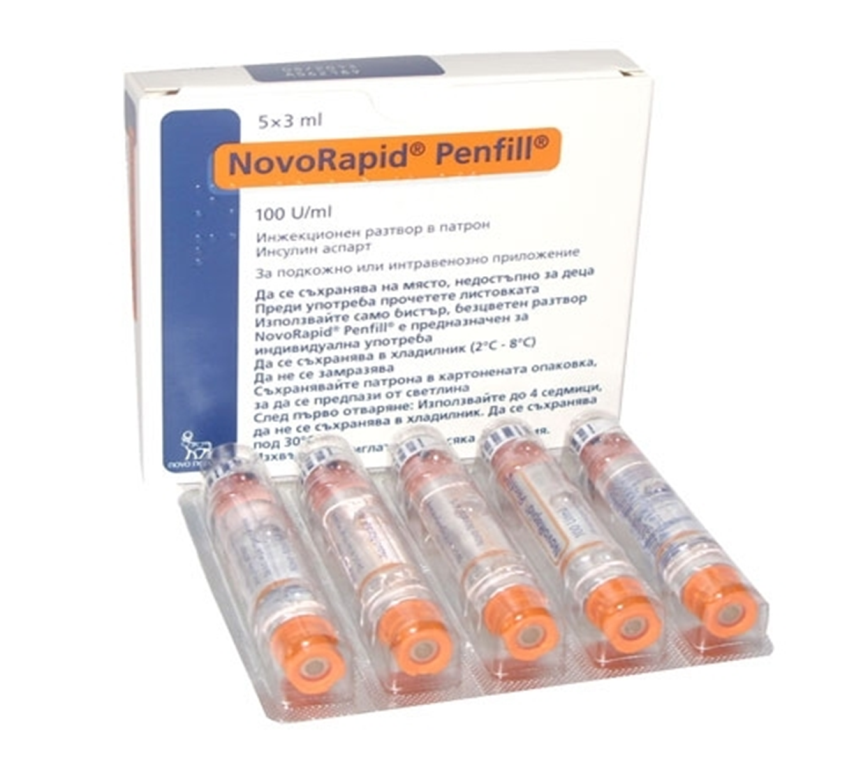 5×3 ml
NovoRapid® Penfill®
100 U/ml
Инжекционен разтвор в патрон
Инсулин аспарт
За подкожно или интравенозно приложение
Да се съхранява на място, недостъпно за деца
Преди употреба прочетете листовката
Използвайте само бистър, безцветен разтвор
NovoRapid® Penfill® е предназначен за
индивидуална употреба
Да се съхранява в хладилник (2°C - 8°C)
Да не се замразява
Съхранявайте патрона в картонената опаковка,
за да се предпази от светлина
След първо отваряне: Използвайте до 4 седмици,
да не се съхранява в хладилник. Да се съхранява
под 30°
novo
NovoRapid®
100 U/ml